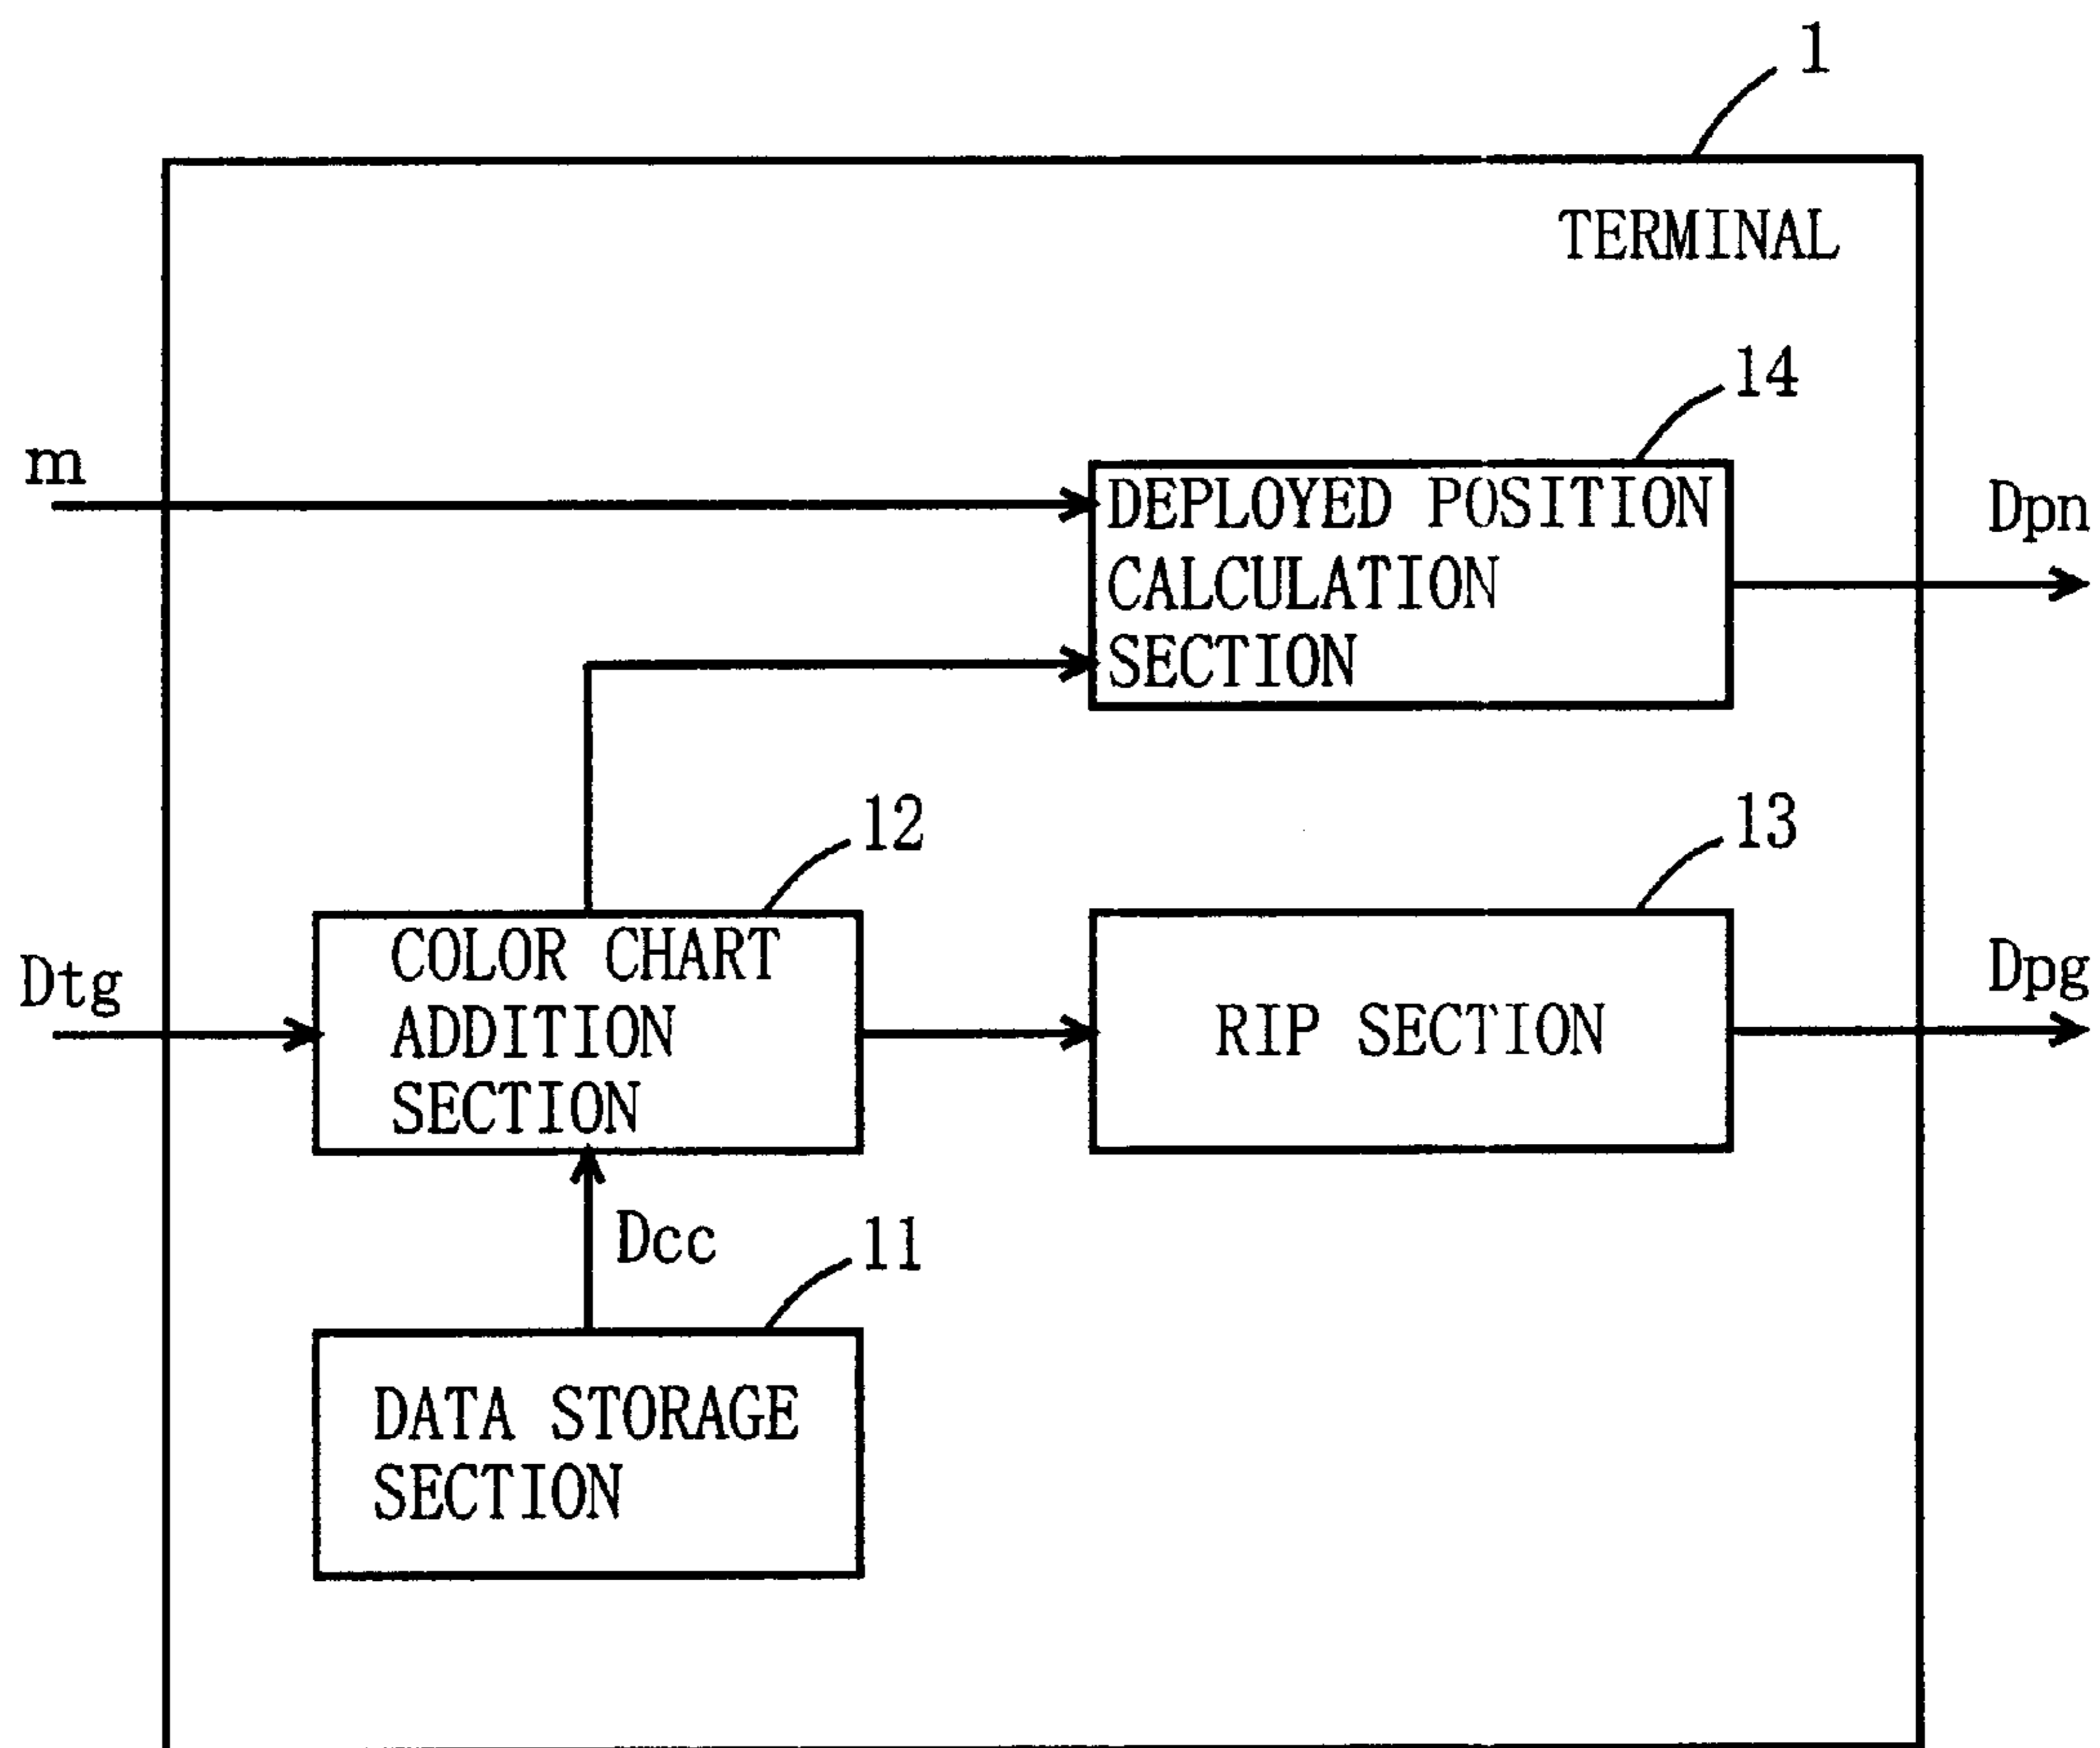 1
TERMINAL
14
m
DEPLOYED POSITION
CALCULATION
SECTION
Dpn
12
13
Dtg
COLOR CHART
ADDITION
SECTION
RIP SECTION
Dpg
Dcc
11
DATA STORAGE
SECTION